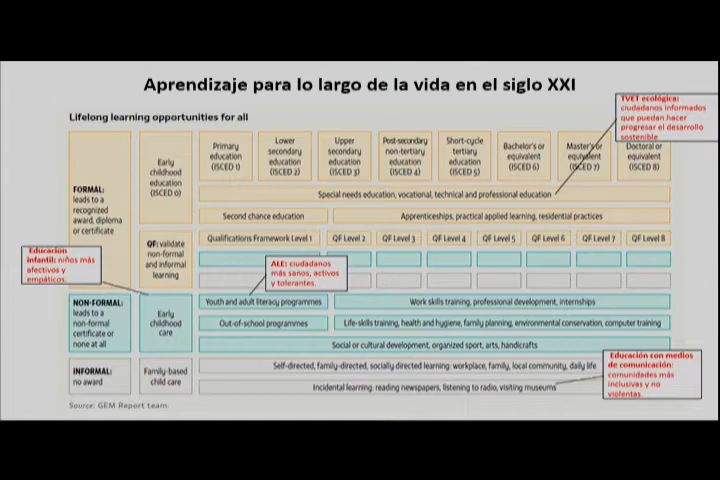 Aprendizaje para lo largo de la vida en el siglo XXI
Lifelong learning opportunities for all
TVET ecológica:
ciudadanos informados
que puedan hacer
progresar el desarrollo
sostenible
FORMAL:
leads to a
recognized
award, diploma
or certificate
Early
childhood
education
(ISCED 0)
Primary
education
(ISCED 1)
Lower
secondary
education
(ISCED 2)
Upper
secondary
education
(ISCED 3)
Post-secondary
non-tertiary
education
(ISCED 4)
Short-cycle
tertiary
education
(ISCED 5)
Bachelor's or
equivalent
(ISCED 6)
Master's or
equivalent
(ISCED 7)
Doctoral or
equivalent
(ISCED 8)
Special needs education, vocational, technical and professional education
Second chance education
Apprenticeships, practical applied learning, residential practices
QF: validate
non-formal
and informal
learning
Qualifications Framework Level 1
QF Level 2
QF Level 3
QF Level 4
QF Level 5
QF Level 6
QF Level 7
QF Level 8
Educación
infantil: niños más
afectivos y
empáticos.
ALE: ciudadanos
más sanos, activos
y tolerantes.
NON-FORMAL:
leads to a
non-formal
certificate or
none at all
Early
childhood
care
Youth and adult literacy programmes
Work skills training, professional development, internships
Out-of-school programmes
Life-skills training, health and hygiene, family planning, environmental conservation, computer training
Social or cultural development, organized sport, arts, handicrafts
INFORMAL:
no award
Family-based
child care
Self-directed, family-directed, socially directed learning: workplace, family, local community, daily life
Incidental learning: reading newspapers, listening to radio, visiting museums
Educación con medios
de comunicación:
comunidades más
inclusivas y no
violentas.
Source: GEM Report team.